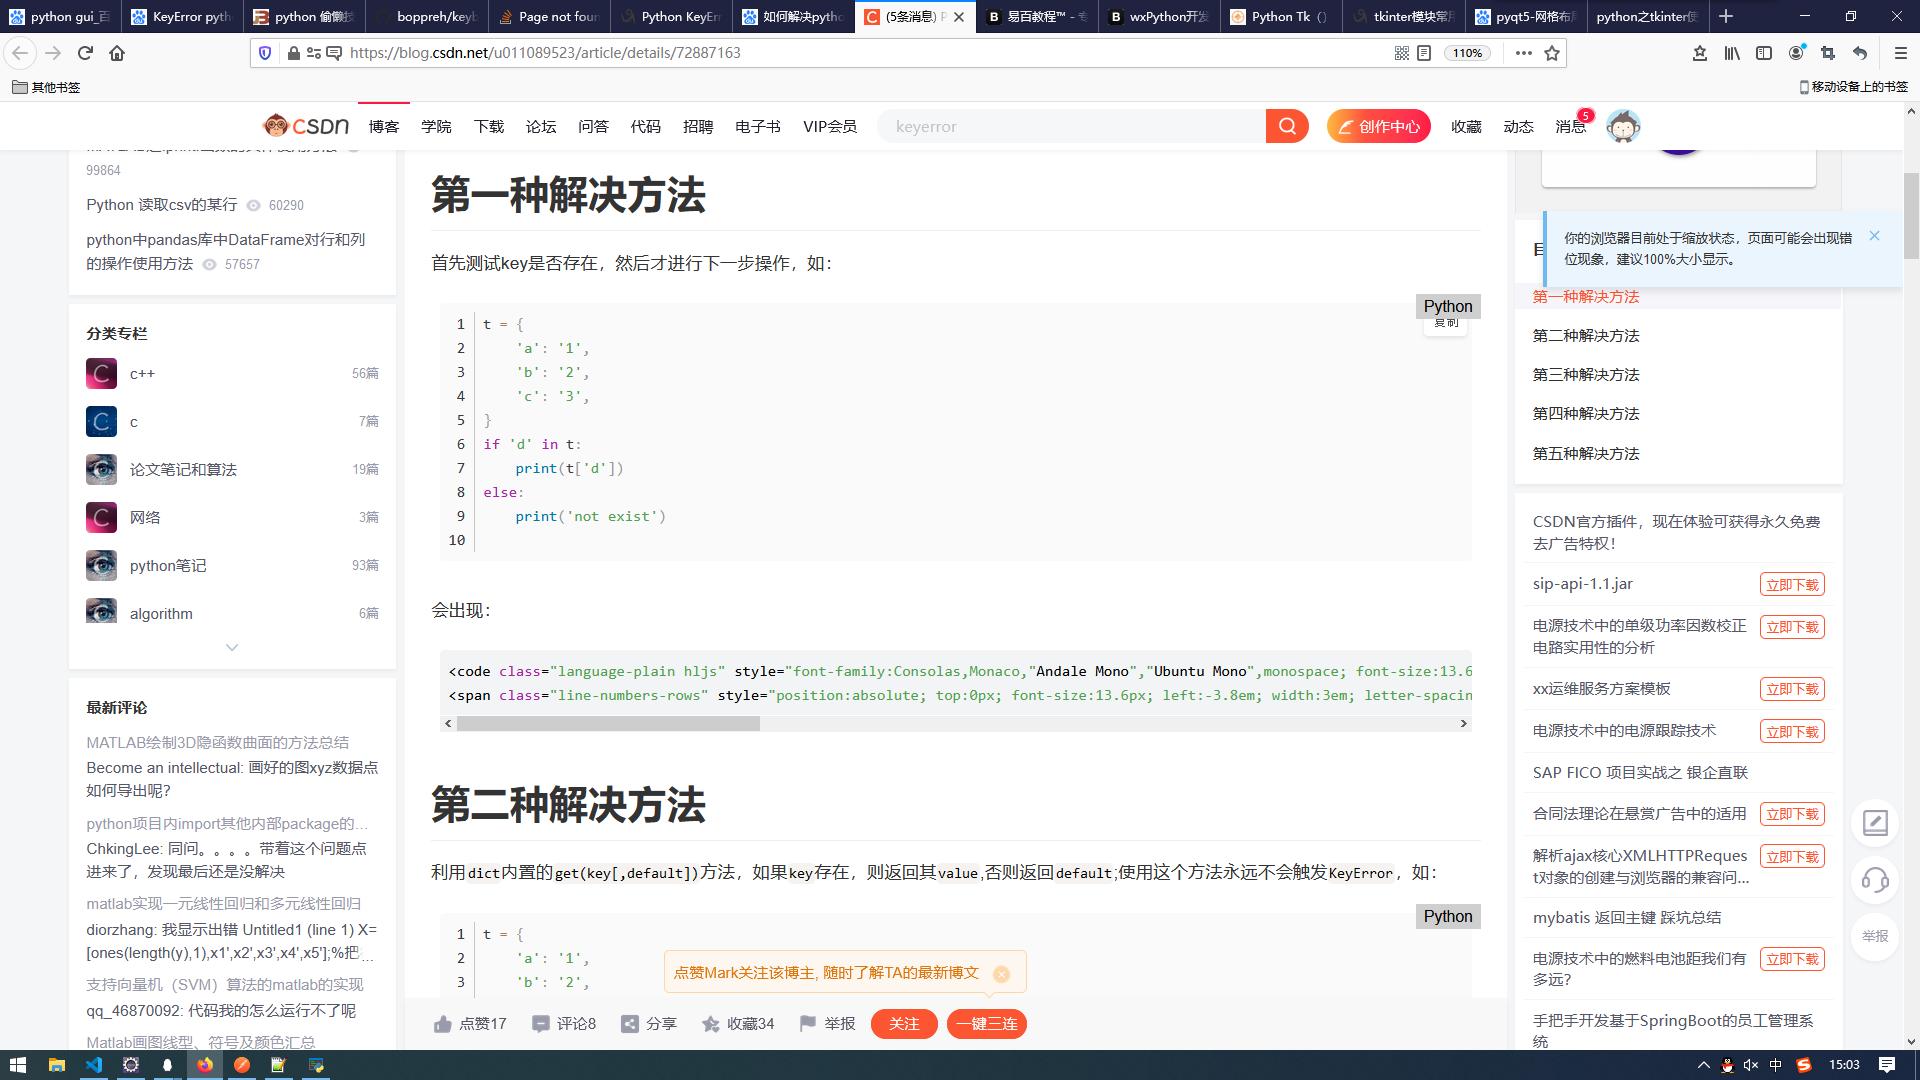 python gui_百
KeyError pyth
python 偷懒技
boppreh/keyb
Page not foun
Python KeyErr
如何解决pytho
(5条消息) P
易百教程™ - 专
wxPython开发
Python Tk（）
tkinter模块常用
pyqt5-网格布局
python之tkinter使
https://blog.csdn.net/u011089523/article/details/72887163
110%
其他书签
移动设备上的书签
CSDN
博客
学院
下载
论坛
问答
代码
招聘
电子书
VIP会员
keyerror
创作中心
收藏
动态
消息
5
99864
Python 读取csv的某行 60290
python中pandas库中DataFrame对行和列
的操作使用方法 57657
分类专栏
c++ 56篇
c 7篇
论文笔记和算法 19篇
网络 3篇
python笔记 93篇
algorithm 6篇
最新评论
MATLAB绘制3D隐函数曲面的方法总结
Become an intellectual: 画好的图xyz数据点
如何导出呢?
python项目内import其他内部package的...
ChkingLee: 同问。。。。带着这个问题点
进来了，发现最后还是没解决
matlab实现一元线性回归和多元线性回归
diorzhang: 我显示出错 Untitled1 (line 1) X=
[ones(length(y),1),x1',x2',x3',x4',x5'];%把...
支持向量机（SVM）算法的matlab的实现
qq_46870092: 代码我的怎么运行不了呢
Matlab画图线型、符号及颜色汇总
第一种解决方法
首先测试key是否存在，然后才进行下一步操作，如：
Python
复制
1 t = {
2 'a': '1',
3 'b': '2',
4 'c': '3',
5 }
6 if 'd' in t:
7 print(t['d'])
8 else:
9 print('not exist')
10
会出现：
<code class="language-plain hljs" style="font-family:Consolas,Monaco,"Andale Mono","Ubuntu Mono",monospace; font-size:13.6
<span class="line-numbers-rows" style="position:absolute; top:0px; font-size:13.6px; left:-3.8em; width:3em; letter-spacin
第二种解决方法
利用dict内置的get(key[,default])方法，如果key存在，则返回其value,否则返回default;使用这个方法永远不会触发KeyError，如：
Python
1 t = {
2 'a': '1',
3 'b': '2',
点赞Mark关注该博主, 随时了解TA的最新博文
点赞17
评论8
分享
收藏34
举报
关注
一键三连
你的浏览器目前处于缩放状态，页面可能会出现错
位现象，建议100%大小显示。
第一种解决方法
第二种解决方法
第三种解决方法
第四种解决方法
第五种解决方法
CSDN官方插件，现在体验可获得永久免费
去广告特权！
sip-api-1.1.jar 立即下载
电源技术中的单级功率因数校正 立即下载
电路实用性的分析
xx运维服务方案模板 立即下载
电源技术中的电源跟踪技术 立即下载
SAP FICO 项目实战之 银企直联
合同法理论在悬赏广告中的适用 立即下载
解析ajax核心XMLHTTPReques 立即下载
t对象的创建与浏览器的兼容问...
mybatis 返回主键 踩坑总结
电源技术中的燃料电池距我们有 立即下载
多远?
手把手开发基于SpringBoot的员工管理系
统
举报
中
15:03